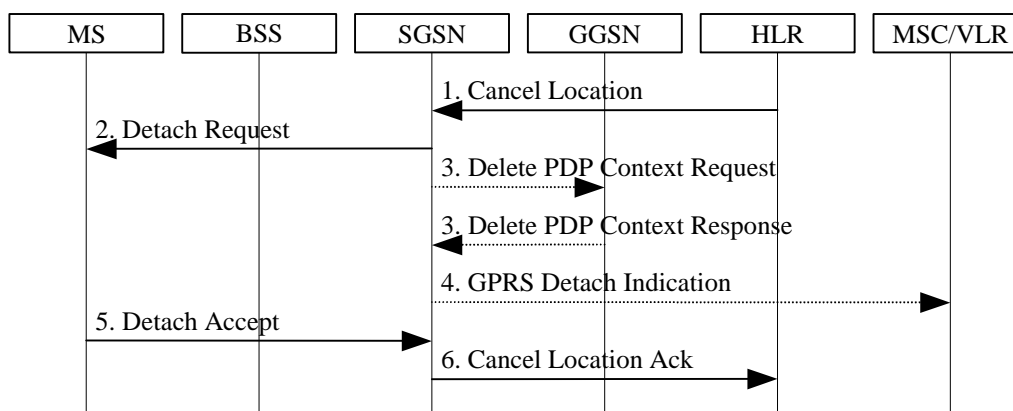 MS BSS SGSN GGSN HLR MSC/VLR
1. Cancel Location
2. Detach Request
3. Delete PDP Context Request
3. Delete PDP Context Response
4. GPRS Detach Indication
5. Detach Accept
6. Cancel Location Ack